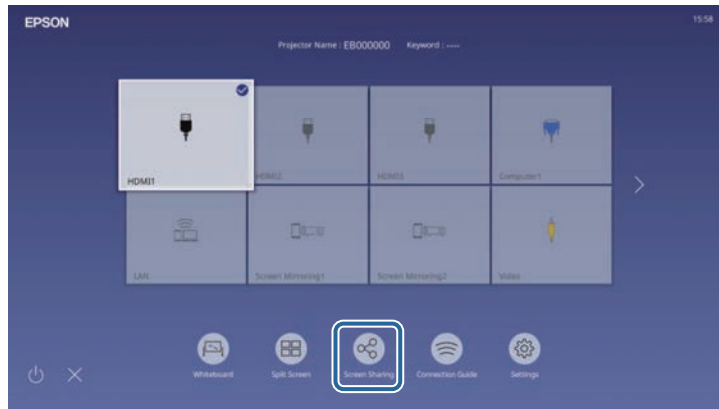 EPSON
15:58
Projector Name : EB000000 Keyword : ----
HDMI1
HDMI2
HDMI3
Computer1
LAN
Screen Mirroring1
Screen Mirroring2
Video
Whiteboard
Split Screen
Screen Sharing
Connection Guide
Settings